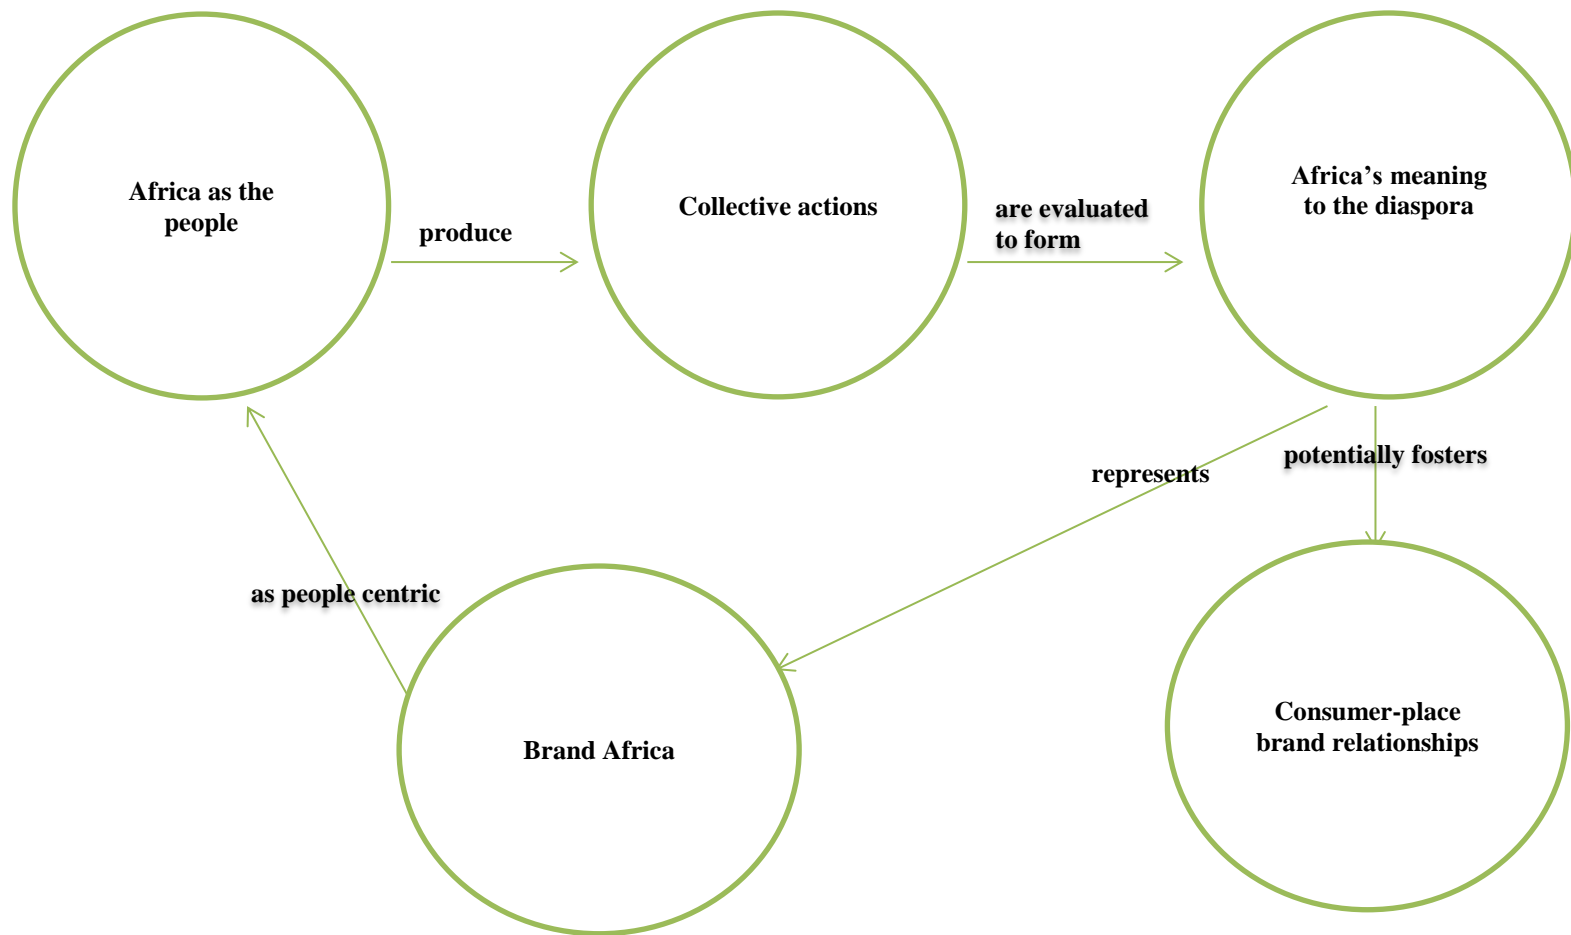 Africa as the
people
produce
Collective actions
are evaluated
to form
Africa’s meaning
to the diaspora
represents
potentially fosters
as people centric
Brand Africa
Consumer-place
brand relationships